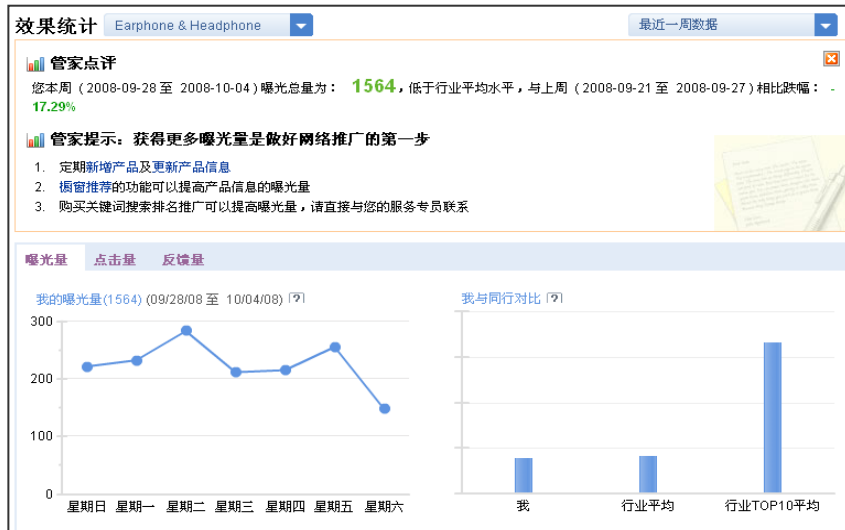 效果统计 Earphone & Headphone 最近一周数据
管家点评
您本周 (2008-09-28 至 2008-10-04) 曝光总量为： 1564，低于行业平均水平，与上周 (2008-09-21 至 2008-09-27) 相比跌幅： -
17.29%
管家提示：获得更多曝光量是做好网络推广的第一步
1. 定期新增产品及更新产品信息
2. 橱窗推荐的功能可以提高产品信息的曝光量
3. 购买关键词搜索排名推广可以提高曝光量，请直接与您的服务专员联系
曝光量 点击量 反馈量
我的曝光量(1564) (09/28/08 至 10/04/08) ?
300
200
100
0
星期日 星期一 星期二 星期三 星期四 星期五 星期六
我与同行对比 ?
我 行业平均 行业TOP10平均